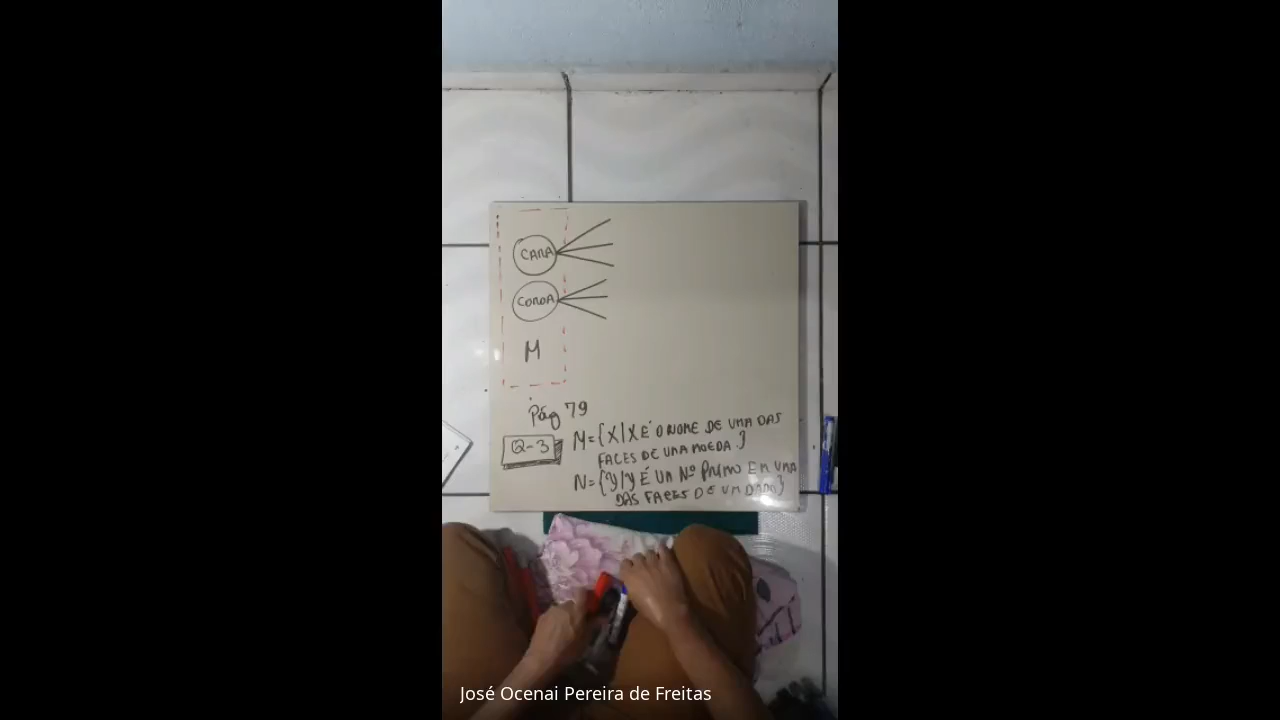 CARA
COROA
M
Pág 79
Q-3
M={X/X É O NOME DE UMA DAS
FACES DE UMA MOEDA.}
N={Y/Y É UM Nº PRIMO EM UMA
DAS FACES DE UM DADO}
José Ocenai Pereira de Freitas